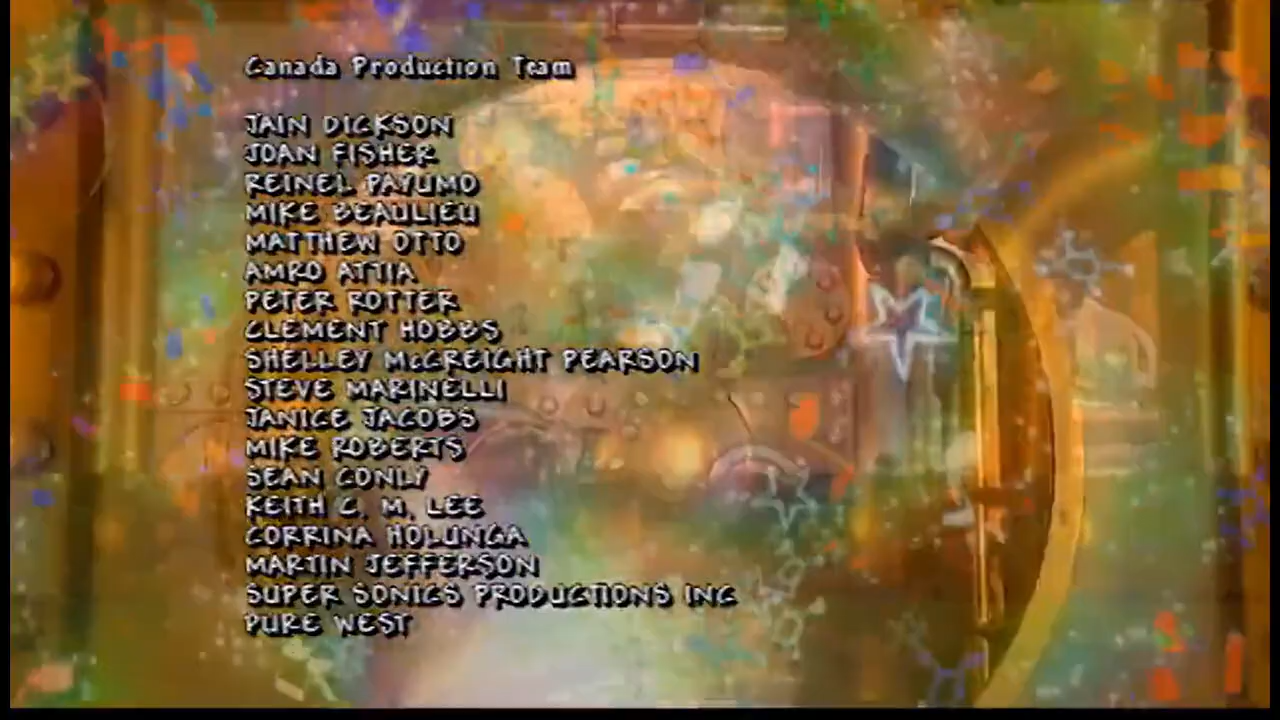 Canada Production Team
JAIN DICKSON
JOAN FISHER
REINEL PAYUMO
MIKE BEAULIEU
MATTHEW OTTO
AMRO ATTIA
PETER ROTTER
CLEMENT HOBBS
SHELLEY McCREIGHT PEARSON
STEVE MARINELLI
JANICE JACOBS
MIKE ROBERTS
SEAN CONLY
KEITH C. M. LEE
CORRINA HOLUNGA
MARTIN JEFFERSON
SUPER SONICS PRODUCTIONS INC
PURE WEST